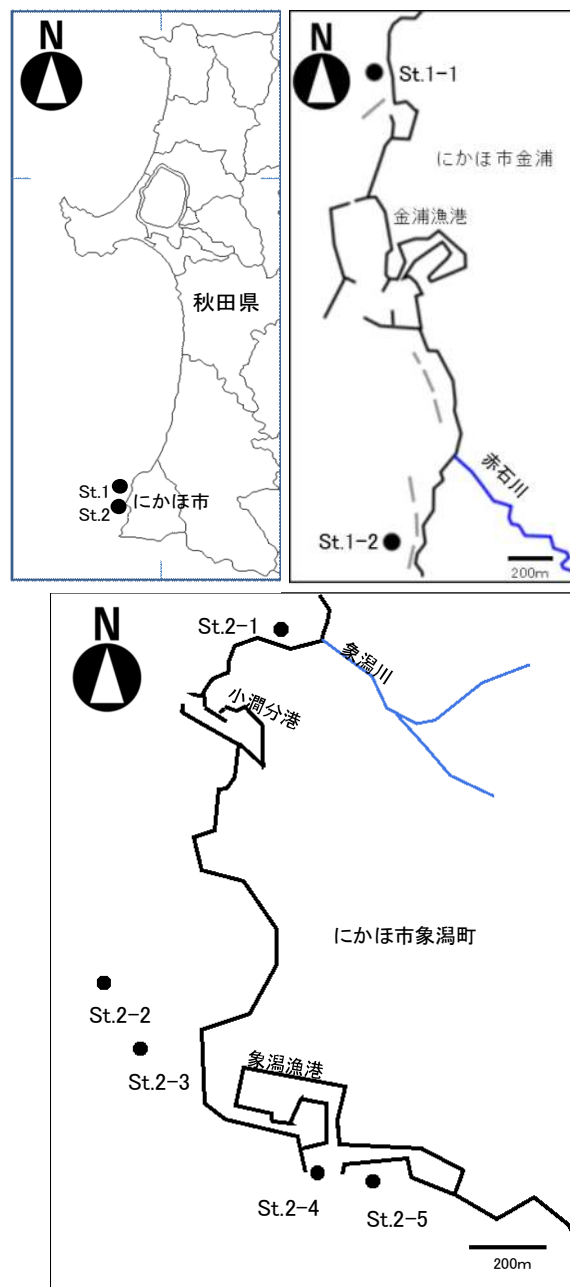 N
秋田県
St.1
St.2
にかほ市
N
St.1-1
にかほ市金浦
金浦漁港
赤石川
St.1-2
200m
N
St.2-1
象潟川
小澗分港
にかほ市象潟町
St.2-2
St.2-3
象潟漁港
St.2-4
St.2-5
200m